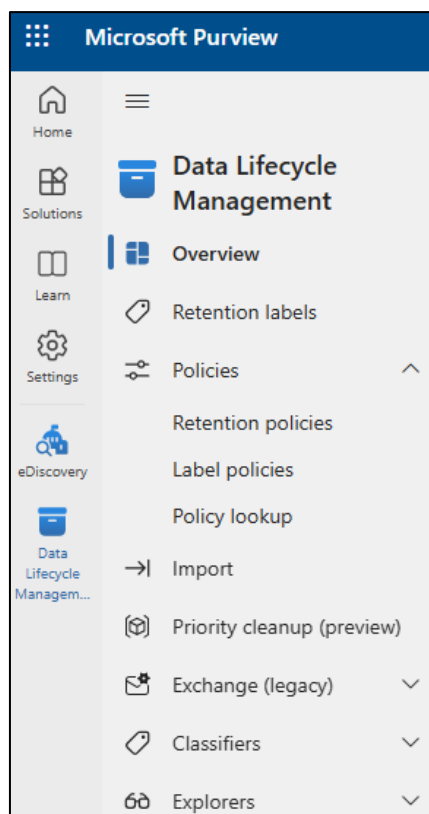 Microsoft Purview
Home
Solutions
Learn
Settings
eDiscovery
Data
Lifecycle
Managem...
Data Lifecycle
Management
Overview
Retention labels
Policies
Retention policies
Label policies
Policy lookup
Import
Priority cleanup (preview)
Exchange (legacy)
Classifiers
Explorers